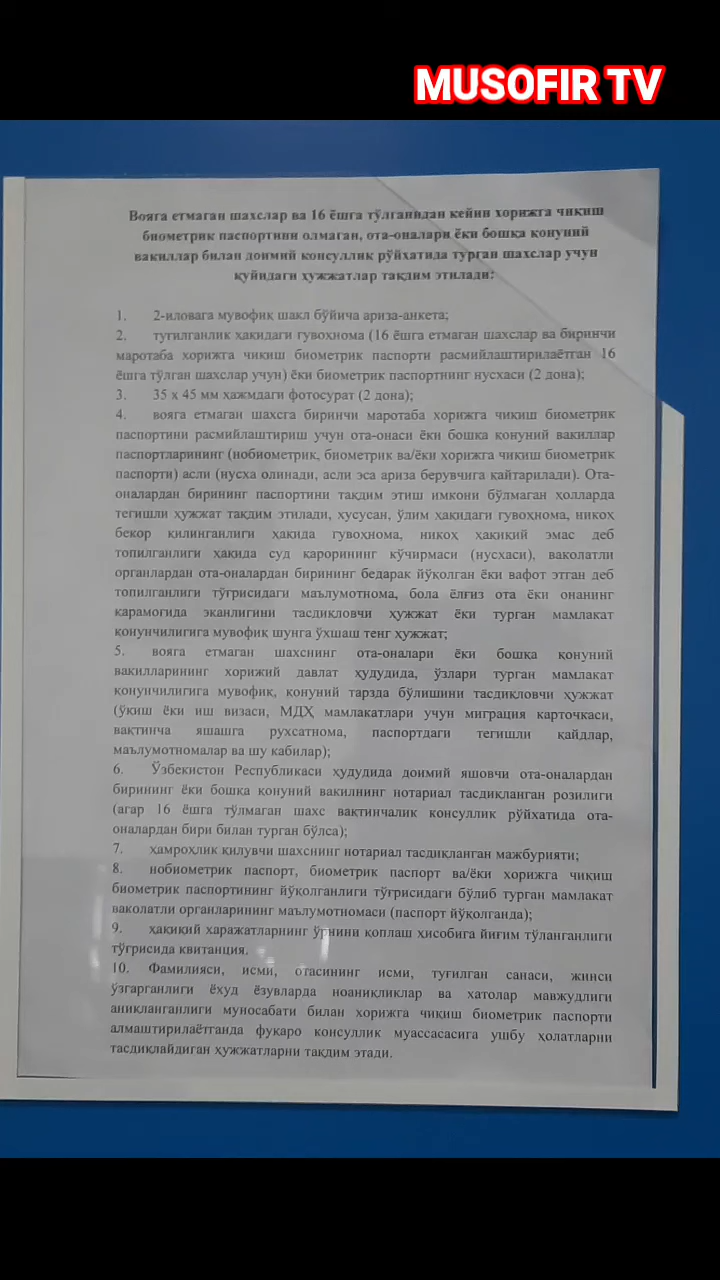 MUSOFIR TV
Вояга етмаган шахслар ва 16 ёшга тўлганидан кейин хорижга чиқиш
биометрик паспортини олмаган, ота-оналари ёки бошқа қонуний
вакиллар билан доимий консуллик рўйхатида турган шахслар учун
қуйидаги ҳужжатлар тақдим этилади:
1. 2-иловага мувофиқ шакл бўйича ариза-анкета;
2. туғилганлик ҳақидаги гувоҳнома (16 ёшга етмаган шахслар ва биринчи
маротаба хорижга чиқиш биометрик паспорти расмийлаштирилаётган 16
ёшга тўлган шахслар учун) ёки биометрик паспортнинг нусхаси (2 дона);
3. 35 х 45 мм ҳажмдаги фотосурат (2 дона);
4. вояга етмаган шахсга биринчи маротаба хорижга чиқиш биометрик
паспортини расмийлаштириш учун ота-онаси ёки бошқа қонуний вакиллар
паспортларининг (нобиометрик, биометрик ва/ёки хорижга чиқиш биометрик
паспорти) асли (нусха олинади, асли эса ариза берувчига қайтарилади). Ота-
оналардан бирининг паспортини тақдим этиш имкони бўлмаган ҳолларда
тегишли ҳужжат тақдим этилади, хусусан, ўлим ҳақидаги гувоҳнома, никоҳ
бекор қилинганлиги ҳақида гувоҳнома, никоҳ ҳақиқий эмас деб
топилганлиги ҳақида суд қарорининг кўчирмаси (нусхаси), ваколатли
органлардан ота-оналардан бирининг бедарак йўқолган ёки вафот этган деб
топилганлиги тўғрисидаги маълумотнома, бола ёлғиз ота ёки онанинг
қарамоғида эканлигини тасдиқловчи ҳужжат ёки турган мамлакат
қонунчилигига мувофиқ шунга ўхшаш тенг ҳужжат;
5. вояга етмаган шахснинг ота-оналари ёки бошқа қонуний
вакилларининг хорижий давлат ҳудудида, ўзлари турган мамлакат
қонунчилигига мувофиқ, қонуний тарзда бўлишини тасдиқловчи ҳужжат
(ўқиш ёки иш визаси, МДҲ мамлакатлари учун миграция карточкаси,
вақтинча яшашга рухсатнома, паспортдаги тегишли қайдлар,
маълумотномалар ва шу кабилар);
6. Ўзбекистон Республикаси ҳудудида доимий яшовчи ота-оналардан
бирининг ёки бошқа қонуний вакилнинг нотариал тасдиқланган розилиги
(агар 16 ёшга тўлмаган шахс вақтинчалик консуллик рўйхатида ота-
оналардан бири билан турган бўлса);
7. ҳамроҳлик қилувчи шахснинг нотариал тасдиқланган мажбурияти;
8. нобиометрик паспорт, биометрик паспорт ва/ёки хорижга чиқиш
биометрик паспортининг йўқолганлиги тўғрисидаги бўлиб турган мамлакат
ваколатли органларининг маълумотномаси (паспорт йўқолганда);
9. ҳақиқий харажатларнинг ўрнини қоплаш ҳисобига йиғим тўланганлиги
тўғрисида квитанция.
10. Фамилияси, исми, отасининг исми, туғилган санаси, жинси
ўзгарганлиги ёхуд ёзувларда ноаниқликлар ва хатолар мавжудлиги
аниқланганлиги муносабати билан хорижга чиқиш биометрик паспорти
алмаштирилаётганда фуқаро консуллик муассасасига ушбу ҳолатларни
тасдиқлайдиган ҳужжатларни тақдим этади.